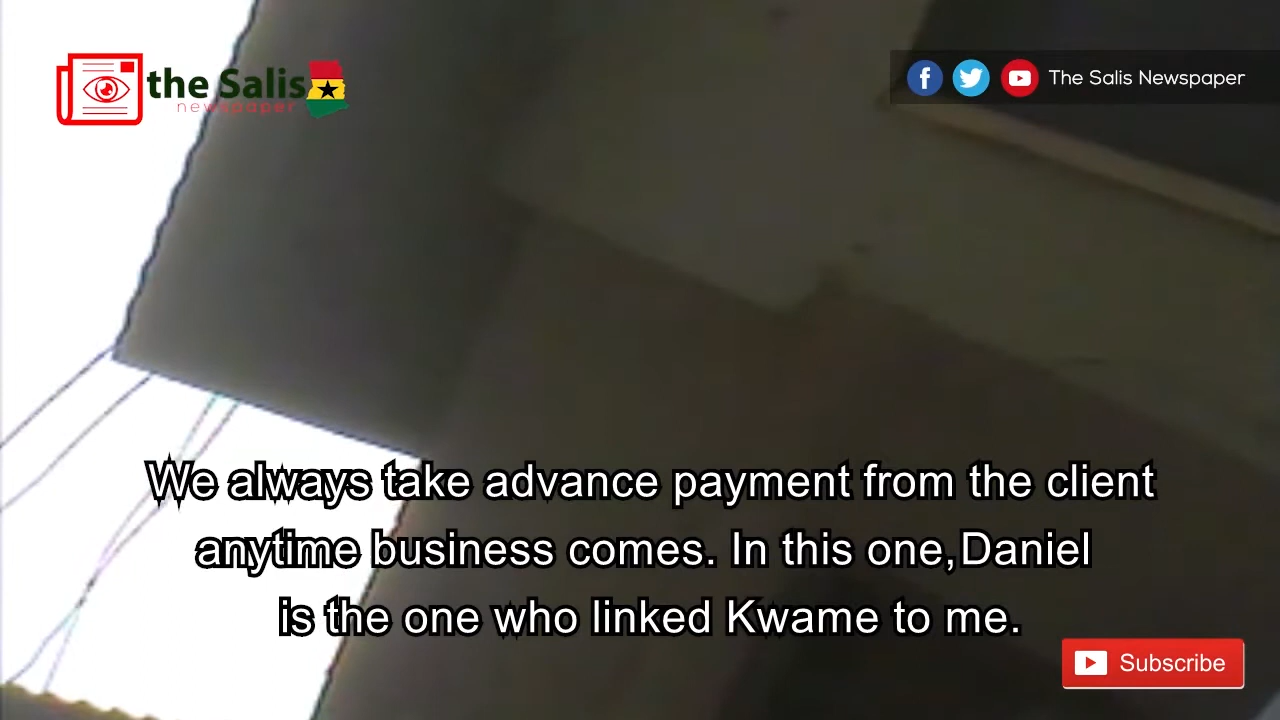 the Salis
newspaper
The Salis Newspaper
We always take advance payment from the client
anytime business comes. In this one,Daniel
is the one who linked Kwame to me.
Subscribe